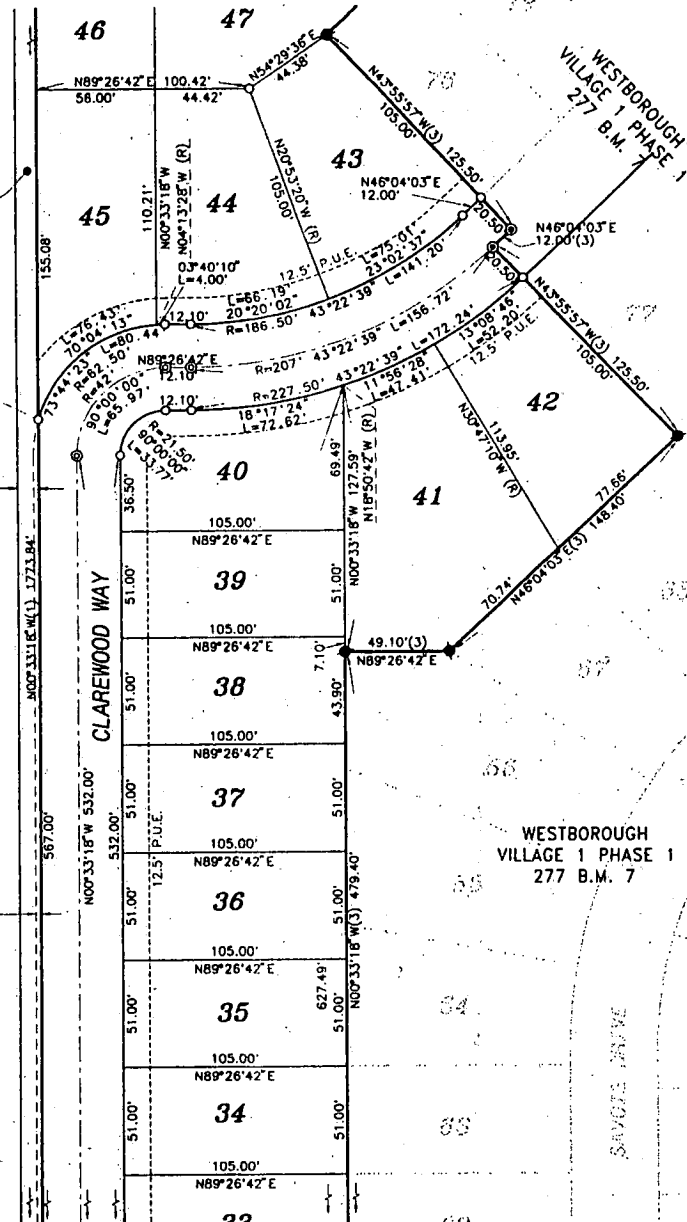 46
47
N54°29'36"E
44.38'
N89°26'42"E 100.42'
58.00' 44.42'
N43°55'57"W(3) 125.50'
105.00'
WESTBOROUGH
VILLAGE 1 PHASE 1
277 B.M. 7
78
43
44
45
110.21'
N00°33'18"W
N04°13'28"W (R)
N20°53'20"W (R)
105.00'
N46°04'03"E
12.00'
20.50'
N46°04'03"E
12.00'(3)
20.50'
155.08'
03°40'10"
L=4.00'
12.5' P.U.E.
L=75.01'
23°02'37"
L=141.20'
L=66.19'
20°20'02"
R=186.50' 43°22'39"
12.10'
L=76.43'
70°04'13"
L=80.44'
73°44'23"
R=62.50'
R=42'
90°00'00"
L=65.97'
N89°26'42"E
12.10'
R=207' 43°22'39" L=156.72'
R=227.50' 43°22'39" L=172.24'
13°08'46"
L=52.20'
12.5' P.U.E.
11°56'28"
L=47.41'
12.10'
18°17'24"
L=72.62'
R=21.50'
90°00'00"
L=33.77'
N43°55'57"W(3) 125.50'
105.00'
77
42
113.95'
N30°47'10"W (R)
77.66'
N46°04'03"E(3) 148.40'
70.74'
40
41
69.49'
N00°33'18"W 127.59'
N18°50'42"W (R)
36.50'
105.00'
N89°26'42"E
39
51.00'
51.00'
105.00'
N89°26'42"E
7.10'
49.10'(3)
N89°26'42"E
N00°33'18"W(1) 1773.84'
CLAREWOOD WAY
38
51.00'
43.90'
105.00'
N89°26'42"E
67
66
37
51.00'
51.00'
105.00'
N89°26'42"E
567.00'
N00°33'18"W 532.00'
532.00'
12.5' P.U.E.
WESTBOROUGH
VILLAGE 1 PHASE 1
277 B.M. 7
65
36
51.00'
51.00'
N00°33'18"W(3) 479.40'
105.00'
N89°26'42"E
35
51.00'
627.49'
51.00'
64
105.00'
N89°26'42"E
34
51.00'
51.00'
63
105.00'
N89°26'42"E
33